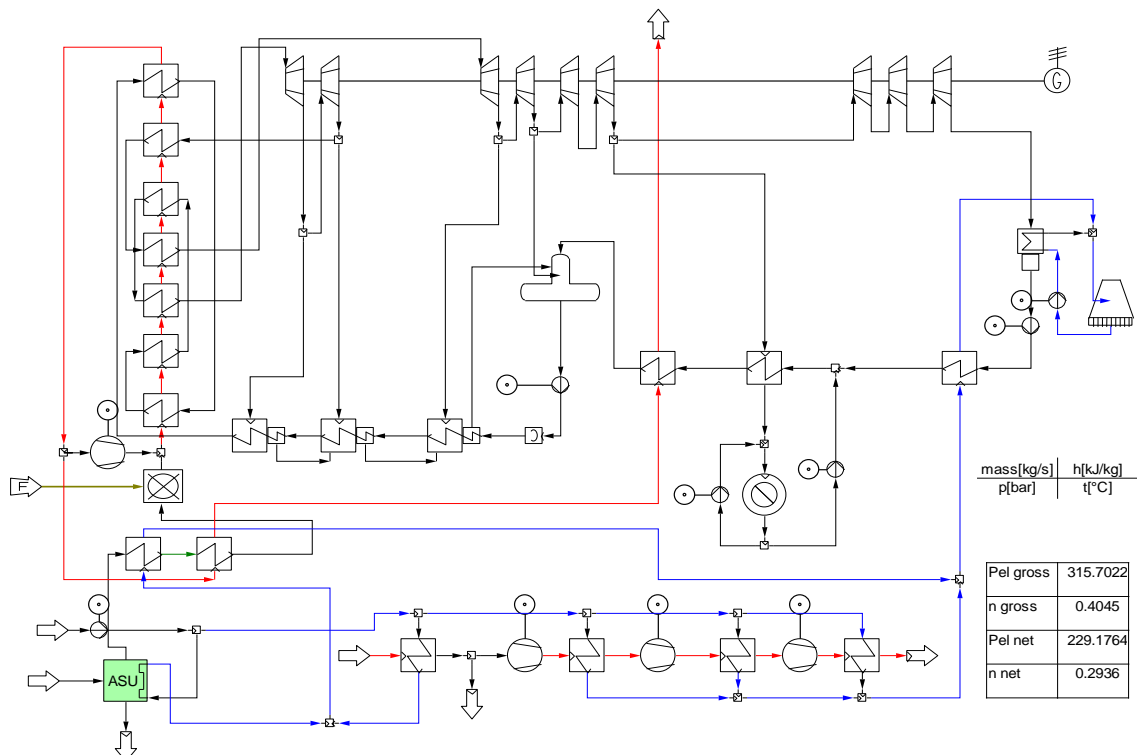 G
F
mass[kg/s] h[kJ/kg]
p[bar] t[°C]
Pel gross 315.7022
n gross 0.4045
Pel net 229.1764
n net 0.2936
ASU